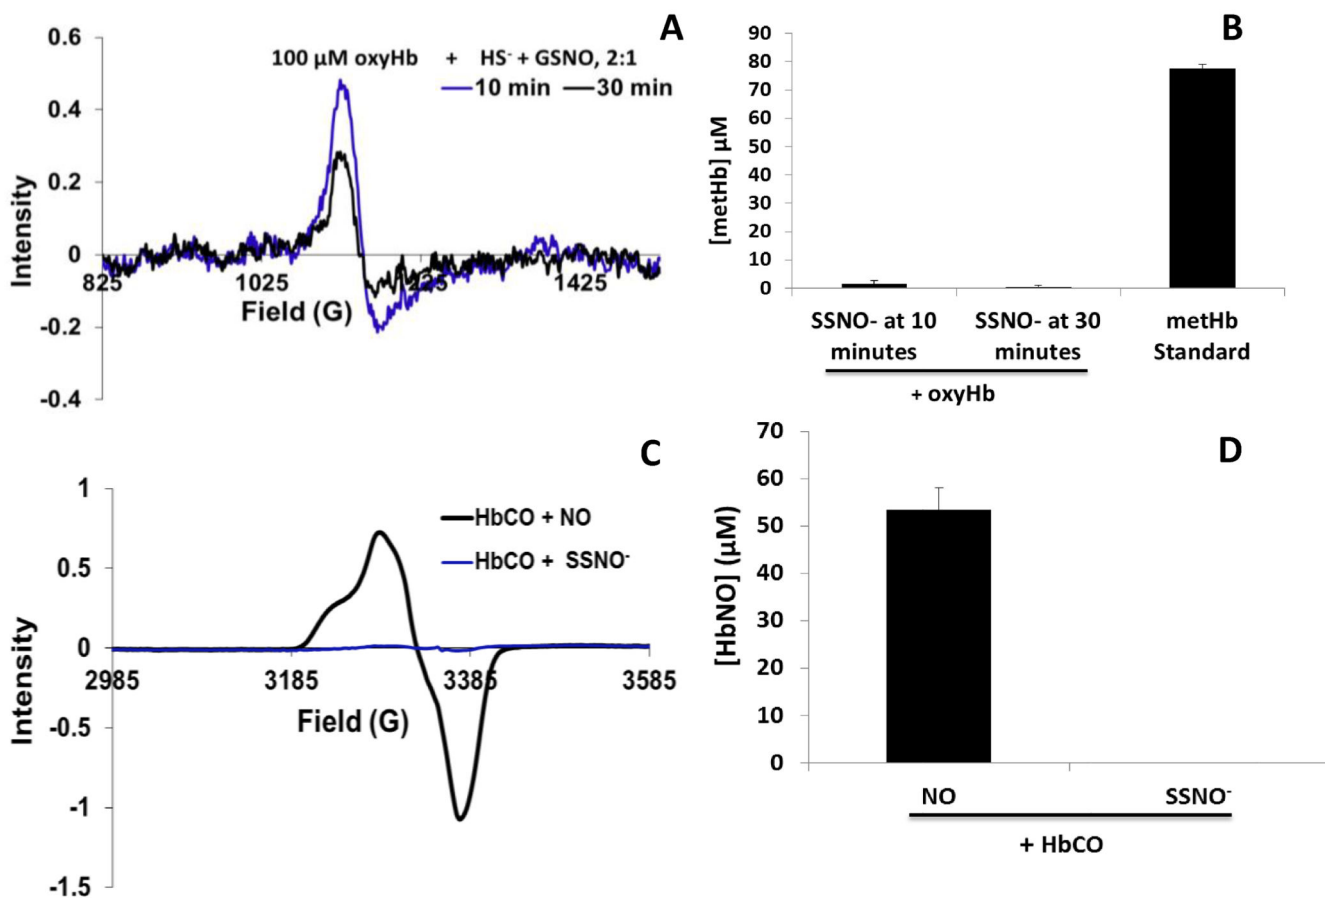 A
0.6
0.4
0.2
0
-0.2
-0.4
Intensity
100 µM oxyHb + HS- + GSNO, 2:1
10 min 30 min
825 1025 1225 1425
Field (G)
B
90
80
70
60
50
40
30
20
10
0
[metHb] µM
SSNO- at 10 minutes
SSNO- at 30 minutes
metHb Standard
+ oxyHb
C
1
0.5
0
-0.5
-1
-1.5
Intensity
HbCO + NO
HbCO + SSNO-
2985 3185 3385 3585
Field (G)
D
70
60
50
40
30
20
10
0
[HbNO] (µM)
NO SSNO-
+ HbCO